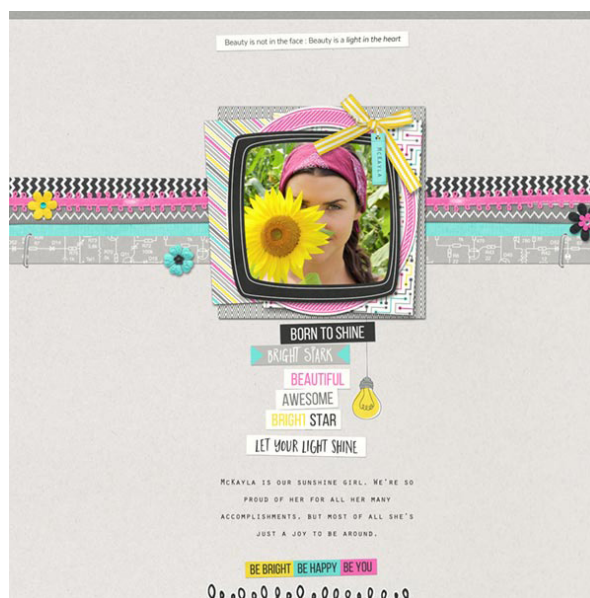 Beauty is not in the face : Beauty is a light in the heart
MCKAYLA
BORN TO SHINE
BRIGHT STARK
BEAUTIFUL
AWESOME
BRIGHT STAR
LET YOUR LIGHT SHINE
MCKAYLA IS OUR SUNSHINE GIRL. WE'RE SO
PROUD OF HER FOR ALL HER MANY
ACCOMPLISHMENTS. BUT MOST OF ALL SHE'S
JUST A JOY TO BE AROUND.
BE BRIGHT BE HAPPY BE YOU